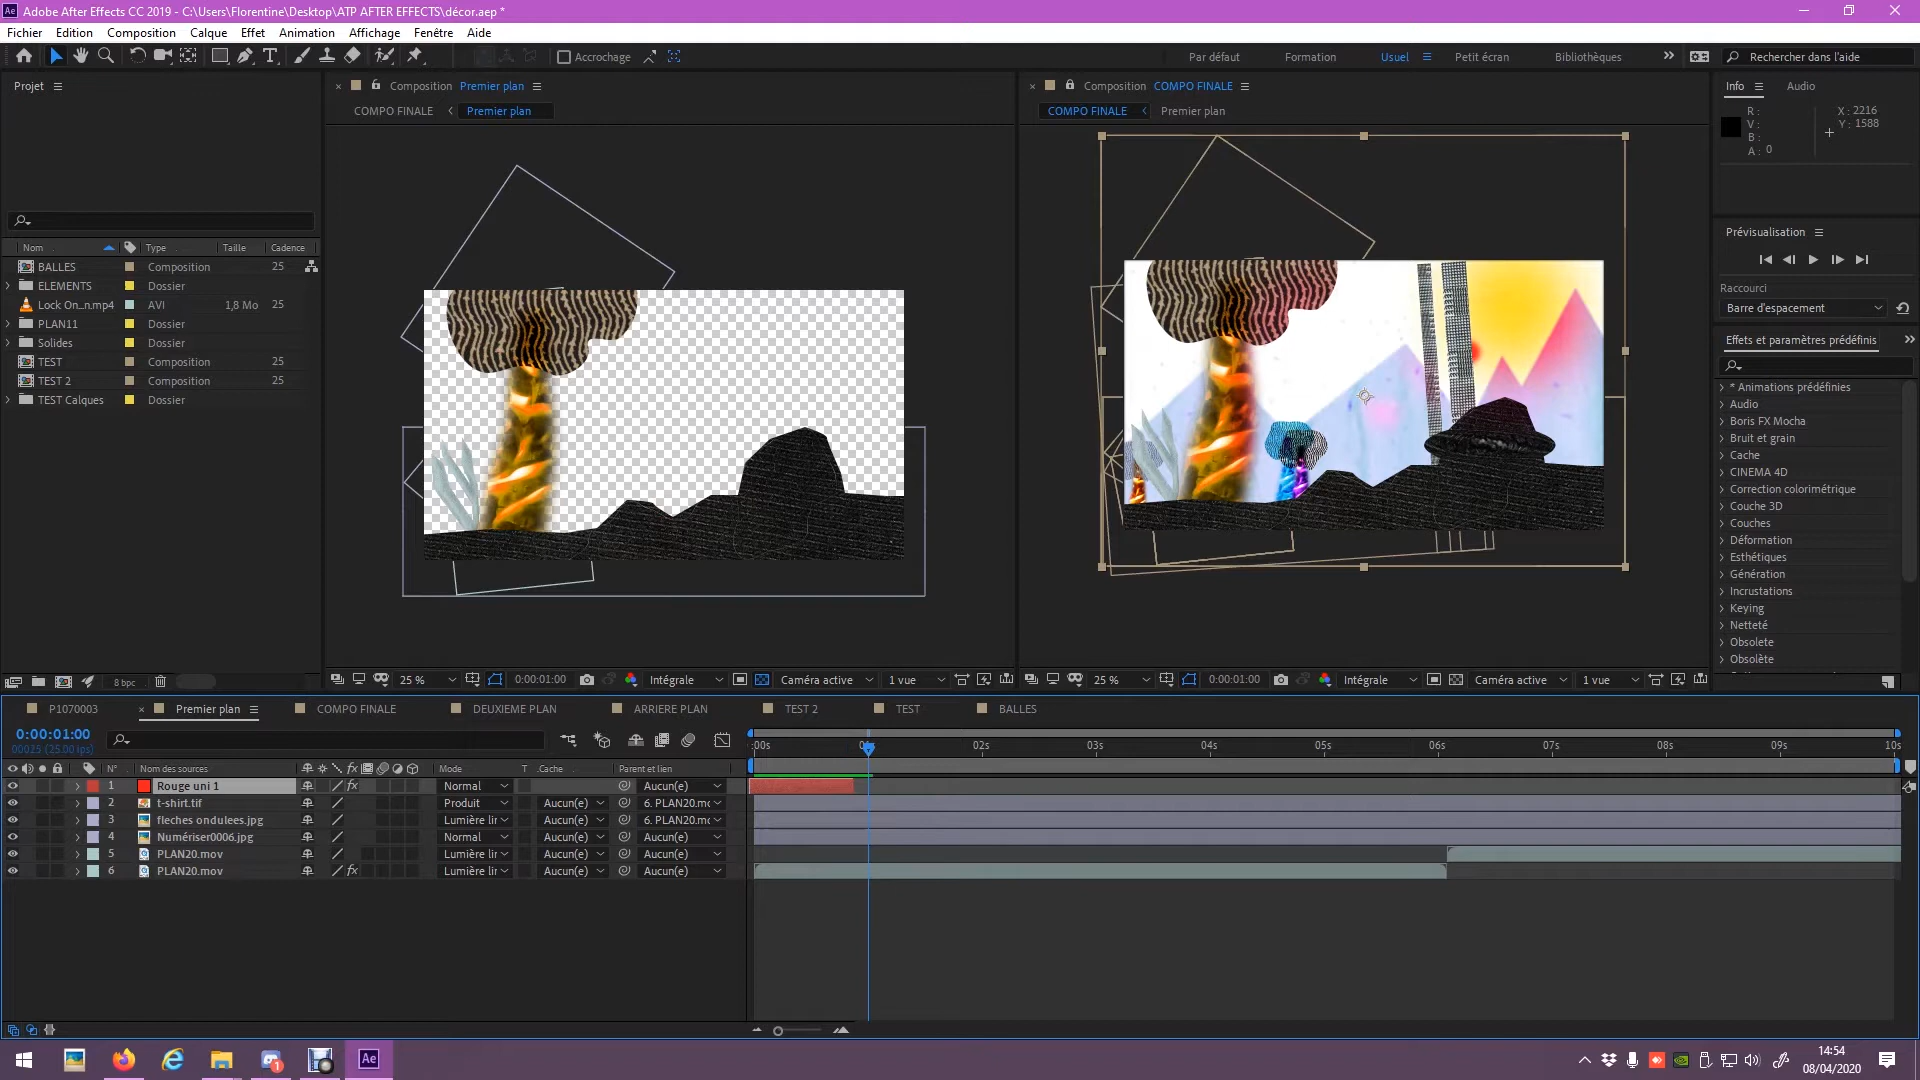 Adobe After Effects CC 2019 - C:\Users\Florentine\Desktop\ATP AFTER EFFECTS\décor.aep *
Fichier Edition Composition Calque Effet Animation Affichage Fenêtre Aide
Accrochage Par défaut Formation Usuel Petit écran Bibliothèques Rechercher dans l'aide
Projet
Nom Type Taille Cadence
BALLES Composition 25
ELEMENTS Dossier
Lock On...n.mp4 AVI 1,8 Mo 25
PLAN11 Dossier
Solides Dossier
TEST Composition 25
TEST 2 Composition 25
TEST Calques Dossier
8 bpc
Composition Premier plan
COMPO FINALE Premier plan
25 % 0:00:01:00 Intégrale Caméra active 1 vue
Composition COMPO FINALE
COMPO FINALE Premier plan
25 % 0:00:01:00 Intégrale Caméra active 1 vue
Info Audio
R : X : 2216
V : Y : 1588
B :
A : 0
Prévisualisation
Raccourci
Barre d'espacement
Effets et paramètres prédéfinis
* Animations prédéfinies
Audio
Boris FX Mocha
Bruit et grain
Cache
CINEMA 4D
Correction colorimétrique
Couche 3D
Couches
Déformation
Esthétiques
Génération
Incrustations
Keying
Netteté
Obsolete
Obsolète
P1070003 Premier plan COMPO FINALE DEUXIEME PLAN ARRIERE PLAN TEST 2 TEST BALLES
0:00:01:00
00025 (25.00 ips)
:00s 02s 03s 04s 05s 06s 07s 08s 09s 10s
N° Nom des sources fx Mode T .Cache Parent et lien
1 Rouge uni 1 fx Normal Aucun(e)
2 t-shirt.tif Produit Aucun(e) 6. PLAN20.mc
3 fleches ondulees.jpg Lumière lir Aucun(e) 6. PLAN20.mc
4 Numériser0006.jpg Normal Aucun(e) Aucun(e)
5 PLAN20.mov Lumière lir Aucun(e) Aucun(e)
6 PLAN20.mov fx Lumière lir Aucun(e) Aucun(e)
Ae
14:54
08/04/2020